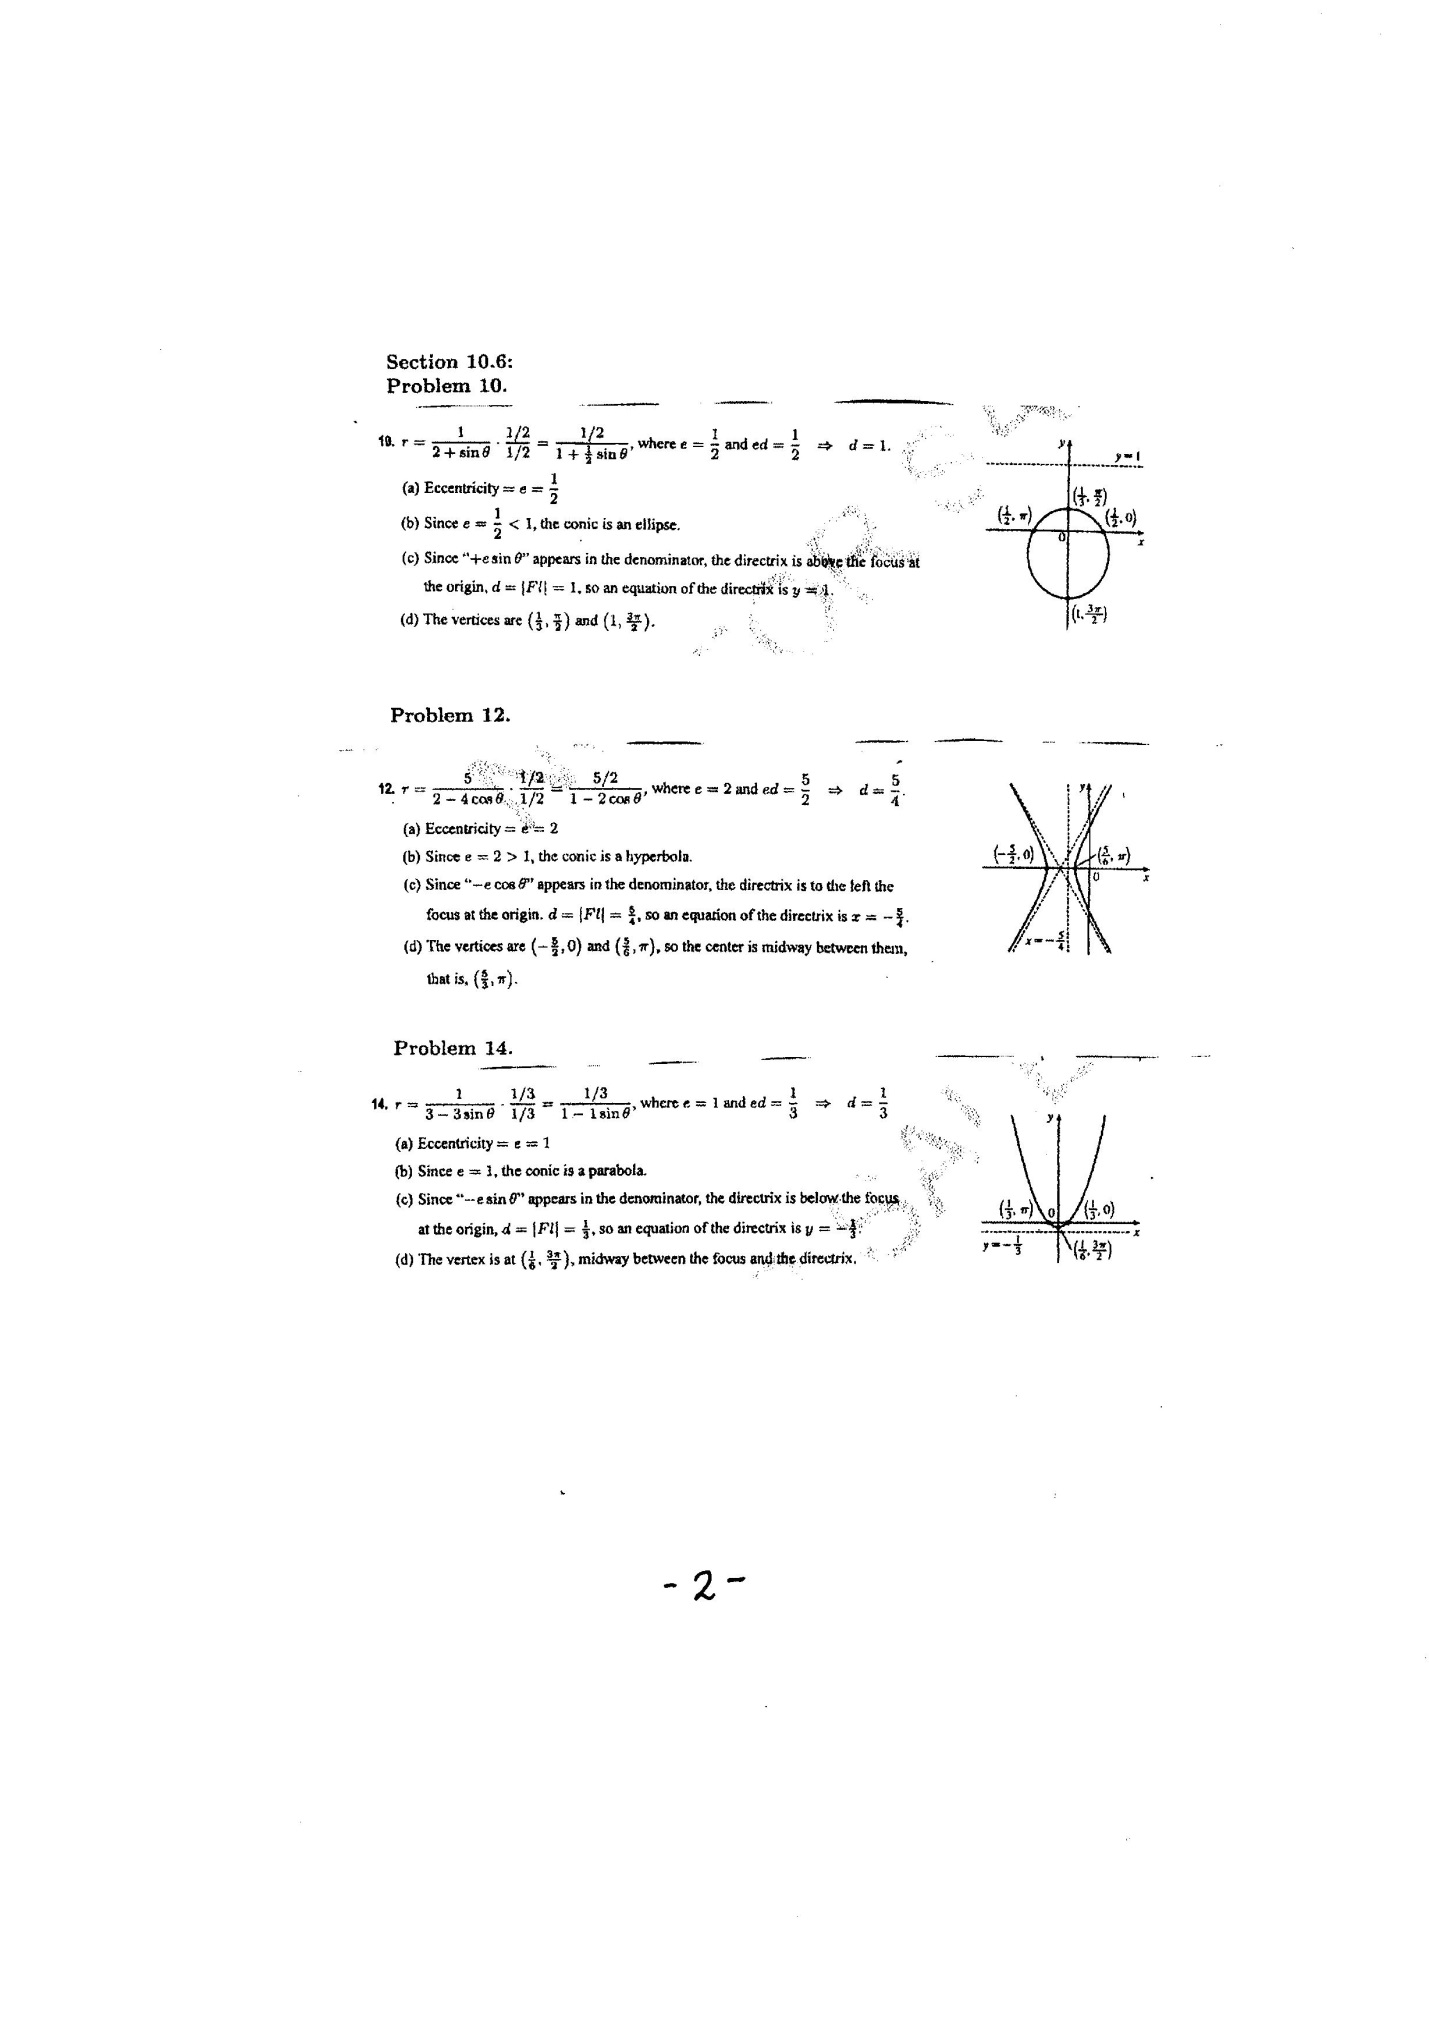 Section 10.6:
Problem 10.
10. r = 1/(2 + sin θ) · (1/2)/(1/2) = (1/2)/(1 + ½ sin θ), where e = 1/2 and ed = 1/2 ⇒ d = 1.
(a) Eccentricity = e = 1/2
(b) Since e = 1/2 < 1, the conic is an ellipse.
(c) Since “+e sin θ” appears in the denominator, the directrix is above the focus at
the origin, d = |Fl| = 1, so an equation of the directrix is y = 1.
(d) The vertices are (1/3, π/2) and (1, 3π/2).
y
y = 1
(1/3, π/2)
(1/2, π)
(1/2, 0)
0
x
(1, 3π/2)
Problem 12.
12. r = 5/(2 − 4 cos θ) · (1/2)/(1/2) = (5/2)/(1 − 2 cos θ), where e = 2 and ed = 5/2 ⇒ d = 5/4.
(a) Eccentricity = e = 2
(b) Since e = 2 > 1, the conic is a hyperbola.
(c) Since “−e cos θ” appears in the denominator, the directrix is to the left the
focus at the origin. d = |Fl| = 5/4, so an equation of the directrix is x = −5/4.
(d) The vertices are (−5/2, 0) and (5/6, π), so the center is midway between them,
that is, (5/3, π).
y
(−5/2, 0)
(5/6, π)
0
x
x = −5/4
Problem 14.
14. r = 1/(3 − 3 sin θ) · (1/3)/(1/3) = (1/3)/(1 − 1 sin θ), where e = 1 and ed = 1/3 ⇒ d = 1/3
(a) Eccentricity = e = 1
(b) Since e = 1, the conic is a parabola.
(c) Since “−e sin θ” appears in the denominator, the directrix is below the focus
at the origin, d = |Fl| = 1/3, so an equation of the directrix is y = −1/3.
(d) The vertex is at (1/6, 3π/2), midway between the focus and the directrix.
y
(1/3, π)
0
(1/3, 0)
x
y = −1/3
(1/6, 3π/2)
- 2 -